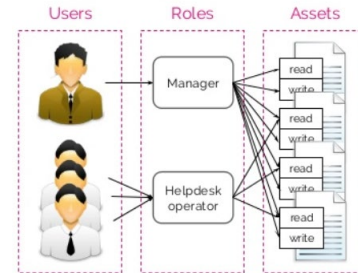 Users
Roles
Assets
Manager
Helpdesk
operator
read
write
read
write
read
write
read
write